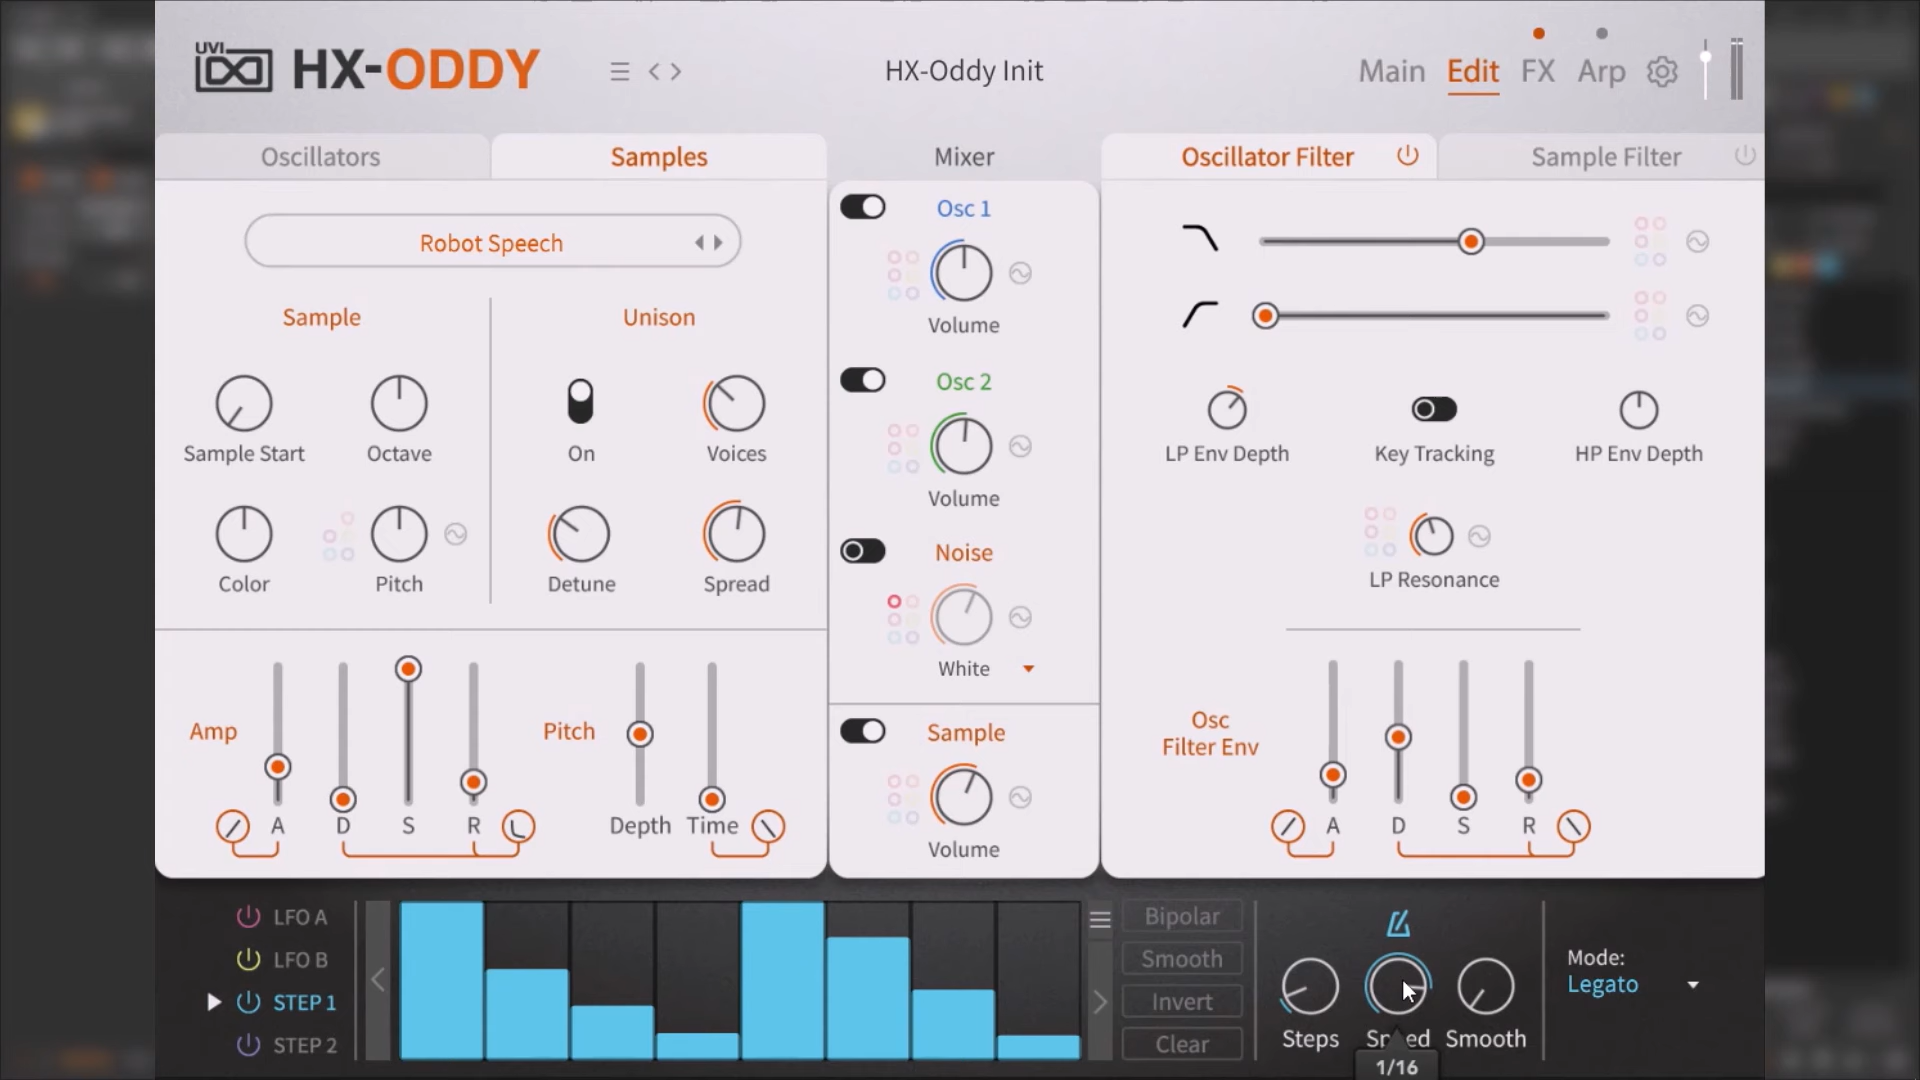 UVI
HX-ODDY
HX-Oddy Init
Main Edit FX Arp
Oscillators
Samples
Mixer
Oscillator Filter
Sample Filter
Robot Speech
Sample
Unison
Sample Start
Octave
On
Voices
Color
Pitch
Detune
Spread
Amp
A
D
S
R
Pitch
Depth
Time
Osc 1
Volume
Osc 2
Volume
Noise
White
Sample
Volume
LP Env Depth
Key Tracking
HP Env Depth
LP Resonance
Osc
Filter Env
A
D
S
R
LFO A
LFO B
STEP 1
STEP 2
Bipolar
Smooth
Invert
Clear
Steps
Speed
Smooth
1/16
Mode:
Legato